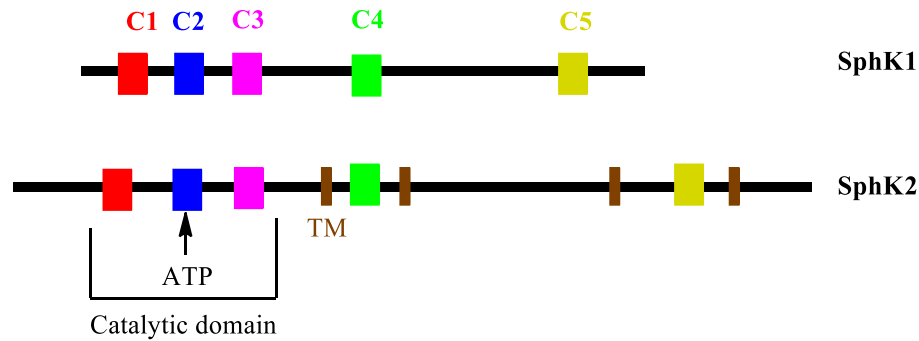 C1 C2 C3 C4 C5
SphK1
SphK2
TM
ATP
Catalytic domain